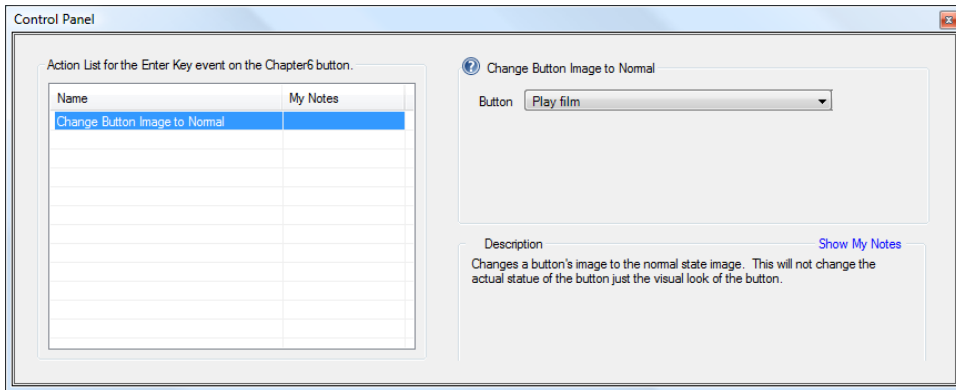 Control Panel
Action List for the Enter Key event on the Chapter6 button.
Name My Notes
Change Button Image to Normal
Change Button Image to Normal
Button Play film
Description Show My Notes
Changes a button's image to the normal state image. This will not change the
actual statue of the button just the visual look of the button.